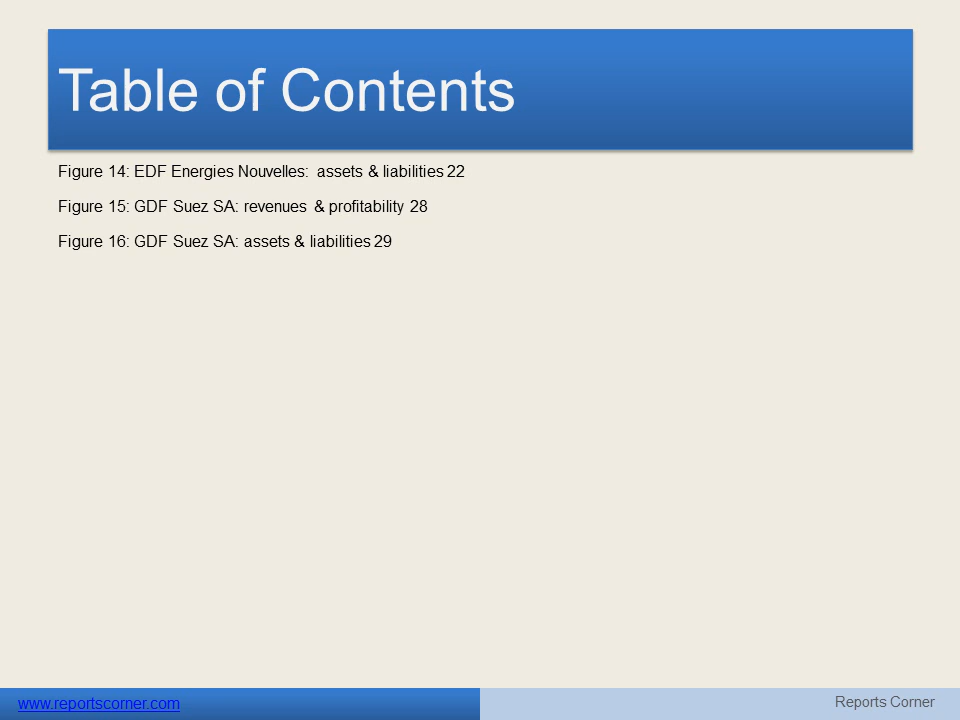 Table of Contents
Figure 14: EDF Energies Nouvelles: assets & liabilities 22
Figure 15: GDF Suez SA: revenues & profitability 28
Figure 16: GDF Suez SA: assets & liabilities 29
www.reportscorner.com
Reports Corner